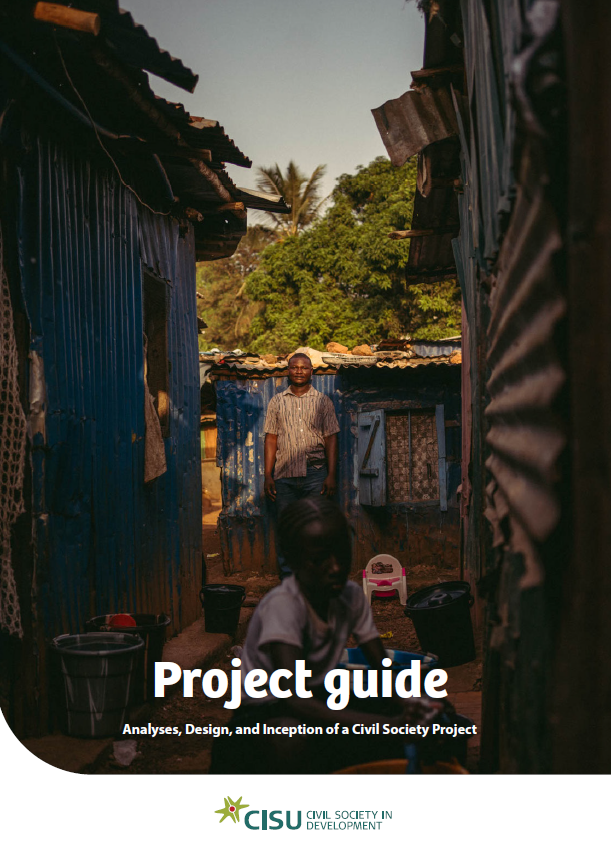 Project guide
Analyses, Design, and Inception of a Civil Society Project
CISU CIVIL SOCIETY IN
DEVELOPMENT